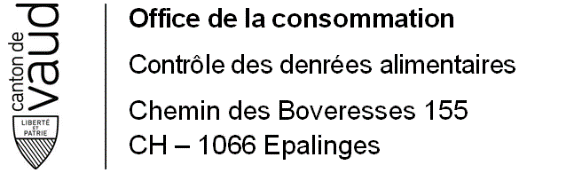 canton de
vaud
LIBERTÉ
ET
PATRIE
Office de la consommation
Contrôle des denrées alimentaires
Chemin des Boveresses 155
CH – 1066 Epalinges